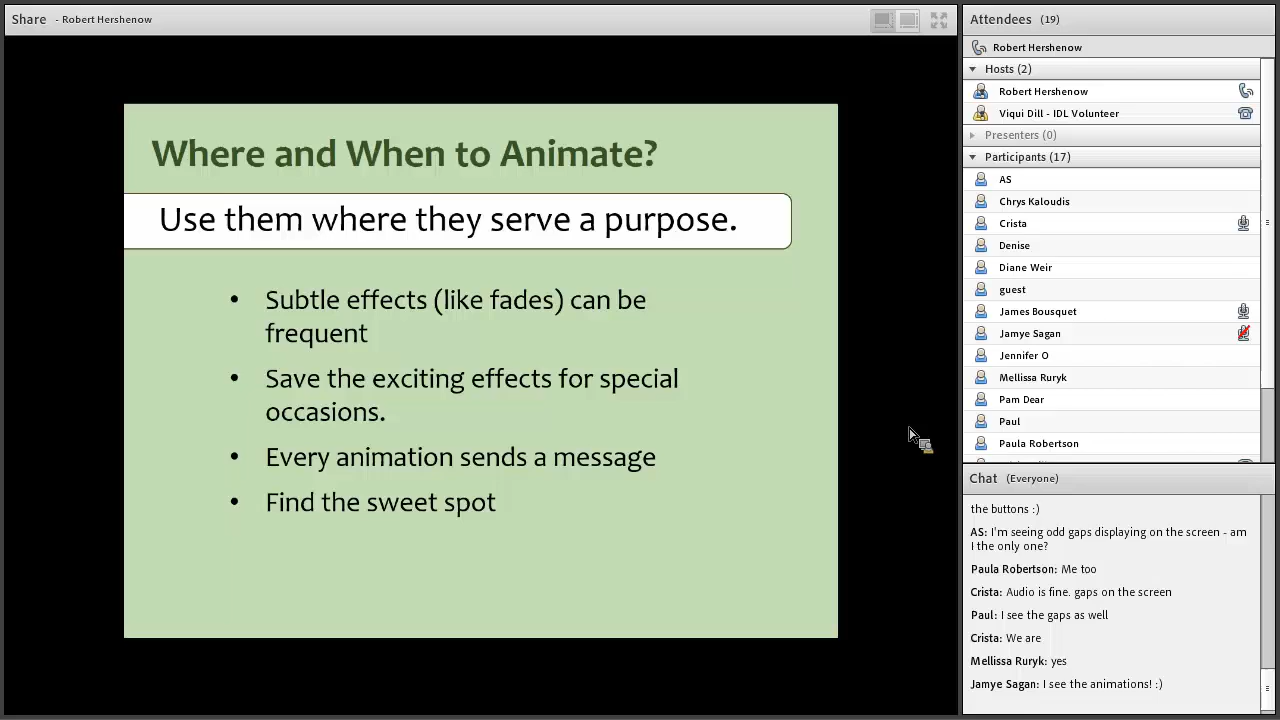 Share - Robert Hershenow
Where and When to Animate?
Use them where they serve a purpose.
• Subtle effects (like fades) can be
frequent
• Save the exciting effects for special
occasions.
• Every animation sends a message
• Find the sweet spot
Attendees (19)
Robert Hershenow
Hosts (2)
Robert Hershenow
Viqui Dill - IDL Volunteer
Presenters (0)
Participants (17)
AS
Chrys Kaloudis
Crista
Denise
Diane Weir
guest
James Bousquet
Jamye Sagan
Jennifer O
Mellissa Ruryk
Pam Dear
Paul
Paula Robertson
Chat (Everyone)
the buttons :)
AS: I'm seeing odd gaps displaying on the screen - am
I the only one?
Paula Robertson: Me too
Crista: Audio is fine. gaps on the screen
Paul: I see the gaps as well
Crista: We are
Mellissa Ruryk: yes
Jamye Sagan: I see the animations! :)